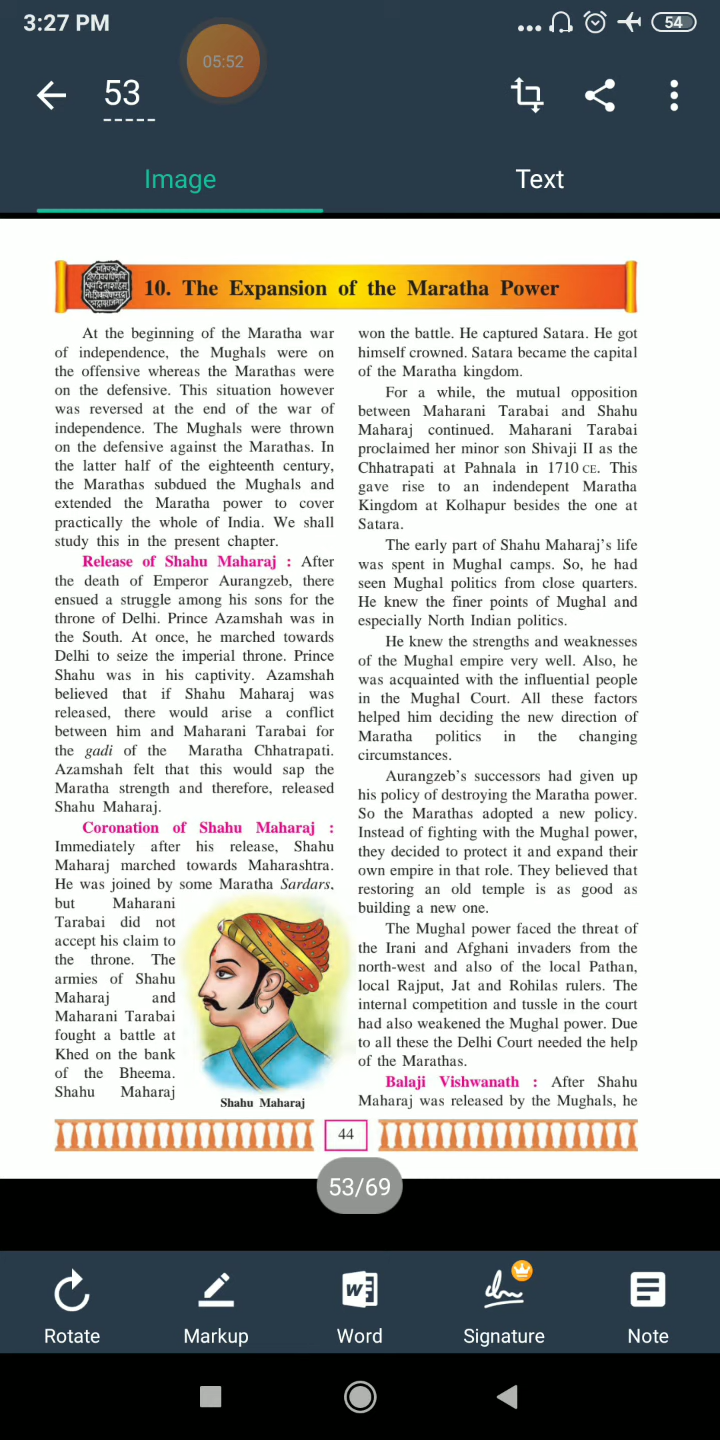 3:27 PM
54
05:52
53
Image
Text
10. The Expansion of the Maratha Power
At the beginning of the Maratha war
of independence, the Mughals were on
the offensive whereas the Marathas were
on the defensive. This situation however
was reversed at the end of the war of
independence. The Mughals were thrown
on the defensive against the Marathas. In
the latter half of the eighteenth century,
the Marathas subdued the Mughals and
extended the Maratha power to cover
practically the whole of India. We shall
study this in the present chapter.
Release of Shahu Maharaj : After
the death of Emperor Aurangzeb, there
ensued a struggle among his sons for the
throne of Delhi. Prince Azamshah was in
the South. At once, he marched towards
Delhi to seize the imperial throne. Prince
Shahu was in his captivity. Azamshah
believed that if Shahu Maharaj was
released, there would arise a conflict
between him and Maharani Tarabai for
the gadi of the Maratha Chhatrapati.
Azamshah felt that this would sap the
Maratha strength and therefore, released
Shahu Maharaj.
Coronation of Shahu Maharaj :
Immediately after his release, Shahu
Maharaj marched towards Maharashtra.
He was joined by some Maratha Sardars,
but Maharani
Tarabai did not
accept his claim to
the throne. The
armies of Shahu
Maharaj and
Maharani Tarabai
fought a battle at
Khed on the bank
of the Bheema.
Shahu Maharaj
Shahu Maharaj
won the battle. He captured Satara. He got
himself crowned. Satara became the capital
of the Maratha kingdom.
For a while, the mutual opposition
between Maharani Tarabai and Shahu
Maharaj continued. Maharani Tarabai
proclaimed her minor son Shivaji II as the
Chhatrapati at Pahnala in 1710 CE. This
gave rise to an indendepent Maratha
Kingdom at Kolhapur besides the one at
Satara.
The early part of Shahu Maharaj's life
was spent in Mughal camps. So, he had
seen Mughal politics from close quarters.
He knew the finer points of Mughal and
especially North Indian politics.
He knew the strengths and weaknesses
of the Mughal empire very well. Also, he
was acquainted with the influential people
in the Mughal Court. All these factors
helped him deciding the new direction of
Maratha politics in the changing
circumstances.
Aurangzeb's successors had given up
his policy of destroying the Maratha power.
So the Marathas adopted a new policy.
Instead of fighting with the Mughal power,
they decided to protect it and expand their
own empire in that role. They believed that
restoring an old temple is as good as
building a new one.
The Mughal power faced the threat of
the Irani and Afghani invaders from the
north-west and also of the local Pathan,
local Rajput, Jat and Rohilas rulers. The
internal competition and tussle in the court
had also weakened the Mughal power. Due
to all these the Delhi Court needed the help
of the Marathas.
Balaji Vishwanath : After Shahu
Maharaj was released by the Mughals, he
44
53/69
Rotate
Markup
Word
Signature
Note